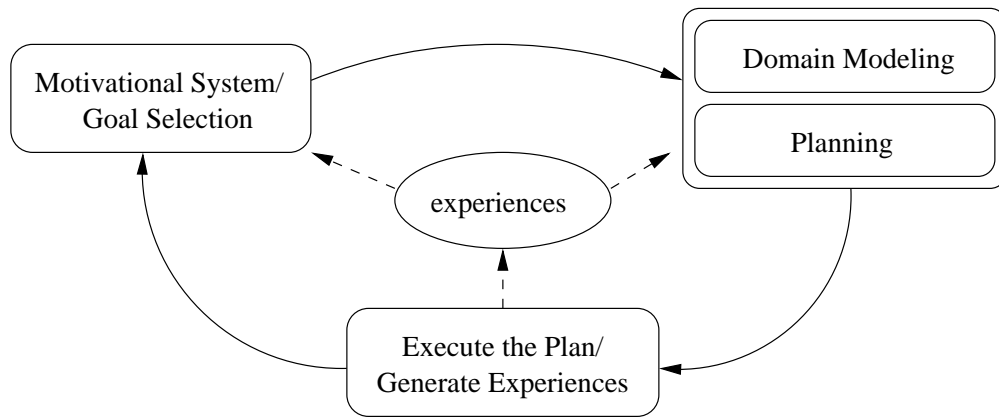 Motivational System/
Goal Selection
Domain Modeling
Planning
experiences
Execute the Plan/
Generate Experiences